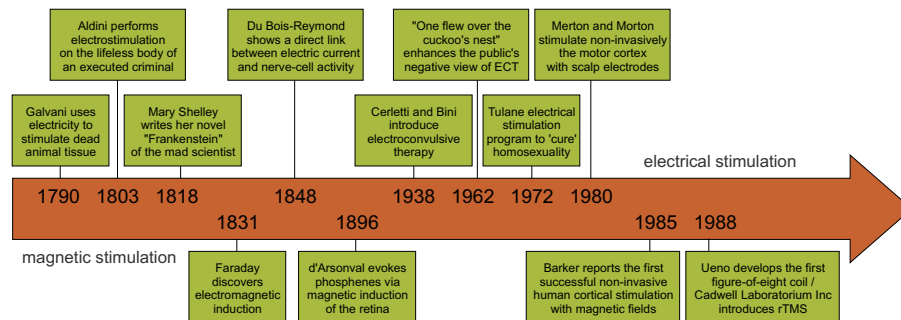 Aldini performs
electrostimulation
on the lifeless body of
an executed criminal
Du Bois-Reymond
shows a direct link
between electric current
and nerve-cell activity
"One flew over the
cuckoo's nest"
enhances the public's
negative view of ECT
Merton and Morton
stimulate non-invasively
the motor cortex
with scalp electrodes
Galvani uses
electricity to
stimulate dead
animal tissue
Mary Shelley
writes her novel
"Frankenstein"
of the mad scientist
Cerletti and Bini
introduce
electroconvulsive
therapy
Tulane electrical
stimulation
program to 'cure'
homosexuality
electrical stimulation
1790 1803 1818 1848 1938 1962 1972 1980
1831 1896 1985 1988
magnetic stimulation
Faraday
discovers
electromagnetic
induction
d'Arsonval evokes
phosphenes via
magnetic induction
of the retina
Barker reports the first
successful non-invasive
human cortical stimulation
with magnetic fields
Ueno develops the first
figure-of-eight coil /
Cadwell Laboratorium Inc
introduces rTMS